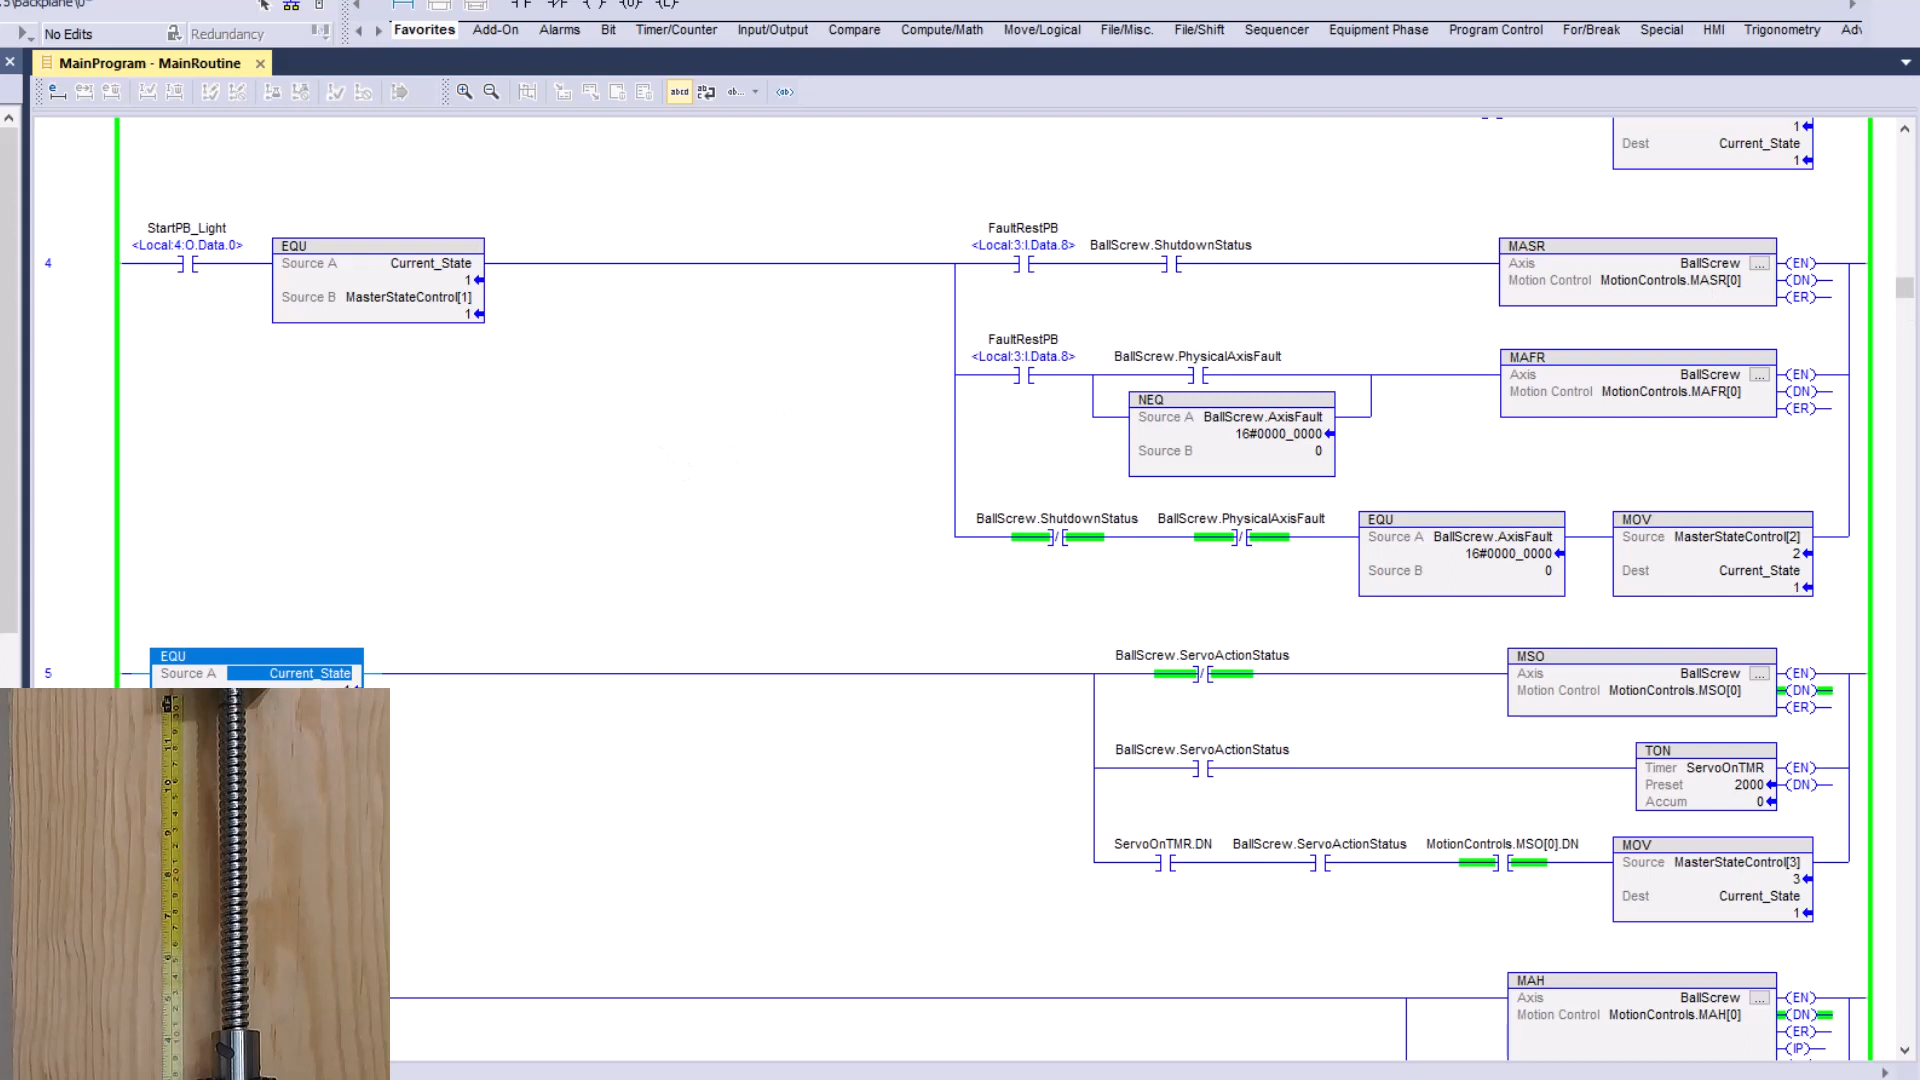 5\Backplane\0*
No Edits
Redundancy
Favorites Add-On Alarms Bit Timer/Counter Input/Output Compare Compute/Math Move/Logical File/Misc. File/Shift Sequencer Equipment Phase Program Control For/Break Special HMI Trigonometry Adv
MainProgram - MainRoutine
abcd
1
Dest Current_State
1
StartPB_Light
<Local:4:O.Data.0>
FaultRestPB
<Local:3:I.Data.8>
BallScrew.ShutdownStatus
4
EQU
Source A Current_State
1
Source B MasterStateControl[1]
1
MASR
Axis BallScrew ... (EN)
Motion Control MotionControls.MASR[0] (DN)
(ER)
FaultRestPB
<Local:3:I.Data.8>
BallScrew.PhysicalAxisFault
MAFR
Axis BallScrew ... (EN)
Motion Control MotionControls.MAFR[0] (DN)
(ER)
NEQ
Source A BallScrew.AxisFault
16#0000_0000
Source B 0
BallScrew.ShutdownStatus BallScrew.PhysicalAxisFault
EQU
Source A BallScrew.AxisFault
16#0000_0000
Source B 0
MOV
Source MasterStateControl[2]
2
Dest Current_State
1
5
EQU
Source A Current_State
BallScrew.ServoActionStatus
MSO
Axis BallScrew ... (EN)
Motion Control MotionControls.MSO[0] (DN)
(ER)
BallScrew.ServoActionStatus
TON
Timer ServoOnTMR (EN)
Preset 2000 (DN)
Accum 0
ServoOnTMR.DN BallScrew.ServoActionStatus MotionControls.MSO[0].DN
MOV
Source MasterStateControl[3]
3
Dest Current_State
1
MAH
Axis BallScrew ... (EN)
Motion Control MotionControls.MAH[0] (DN)
(ER)
(IP)